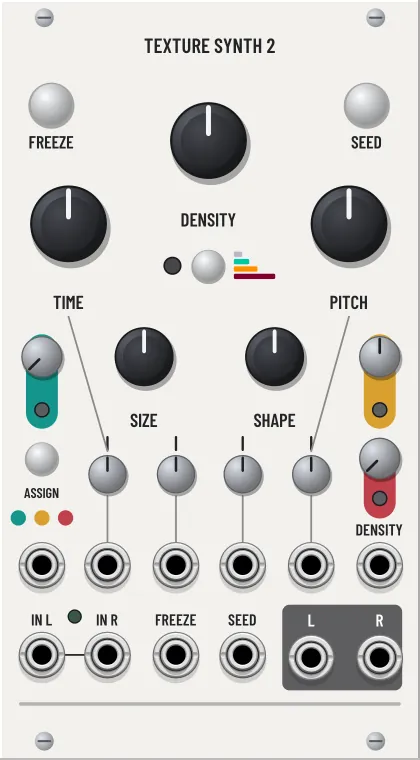 TEXTURE SYNTH 2
FREEZE
SEED
DENSITY
TIME
PITCH
SIZE
SHAPE
ASSIGN
DENSITY
IN L
IN R
FREEZE
SEED
L
R